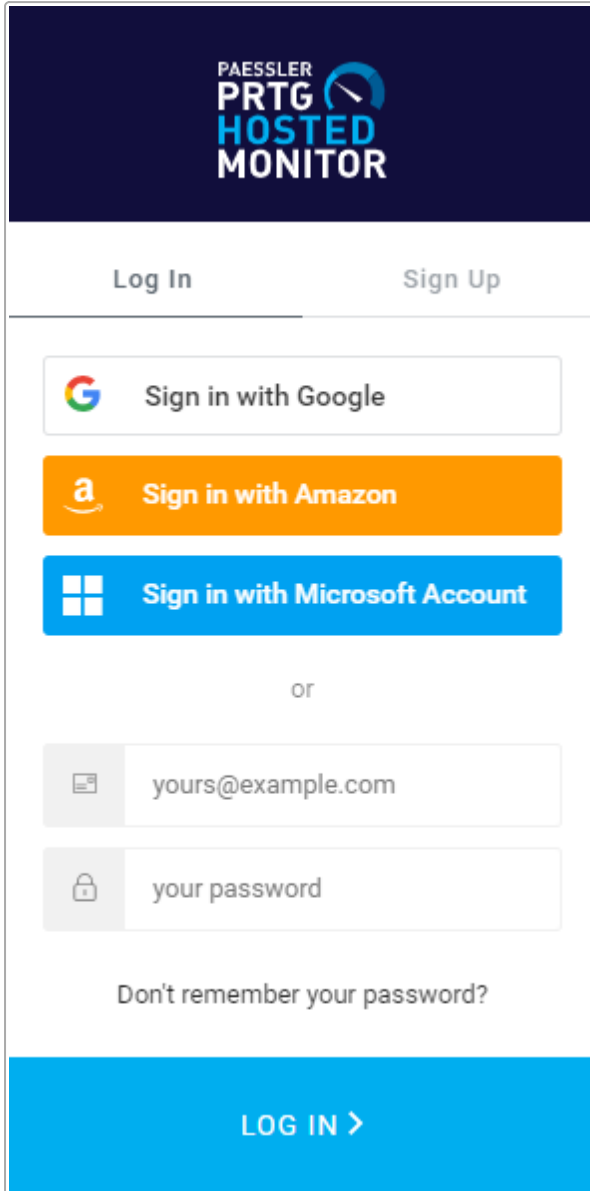 PAESSLER
PRTG
HOSTED
MONITOR
Log In Sign Up
Sign in with Google
a Sign in with Amazon
Sign in with Microsoft Account
or
yours@example.com
your password
Don't remember your password?
LOG IN >